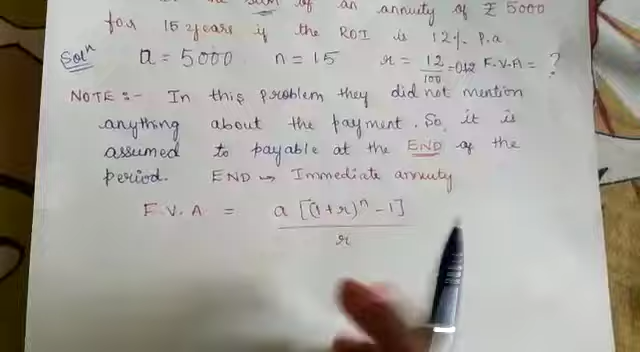 the sum of an annuity of ₹ 5000
for 15 years if the ROI is 12% p.a
Solⁿ a = 5000 n = 15 r = 12/100 = 0.12 F.V.A = ?
NOTE :- In this problem they did not mention
anything about the payment. So, it is
assumed to payable at the END of the
period. END → Immediate annuity
F.V.A = a [(1+r)ⁿ - 1]
r